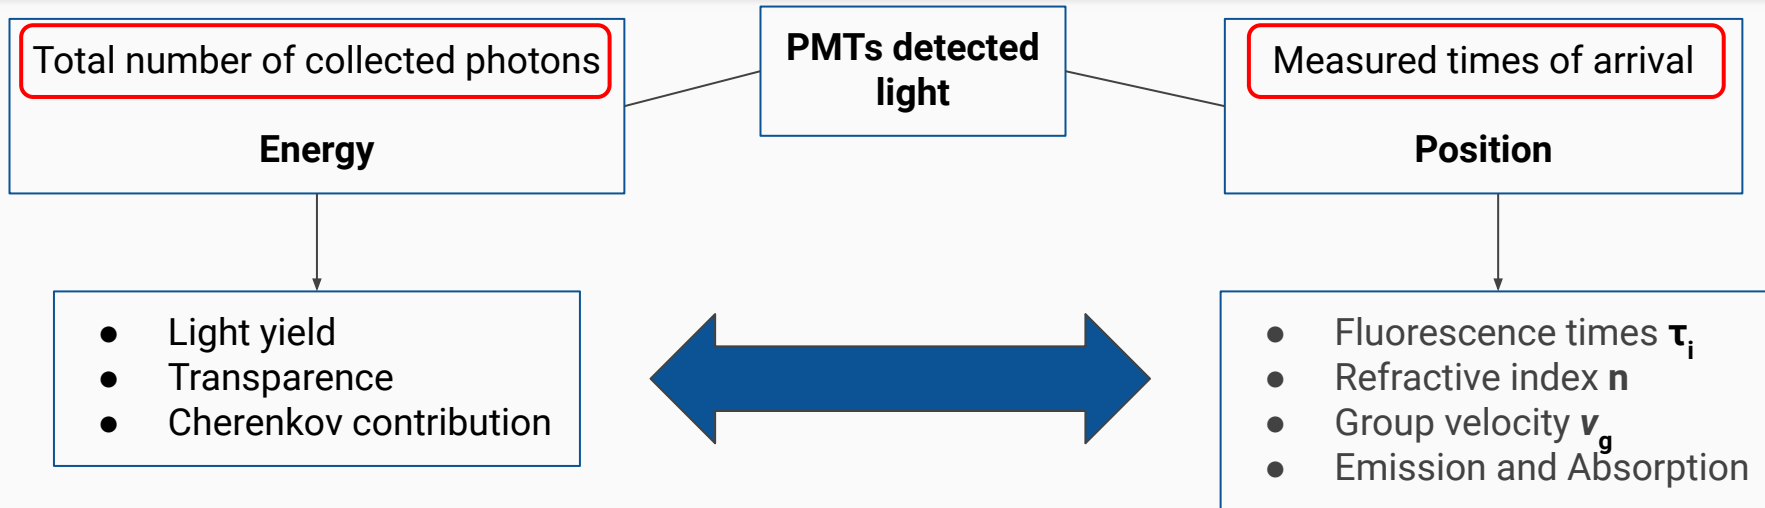 Total number of collected photons
Energy
PMTs detected
light
Measured times of arrival
Position
● Light yield
● Transparence
● Cherenkov contribution
● Fluorescence times τi
● Refractive index n
● Group velocity vg
● Emission and Absorption